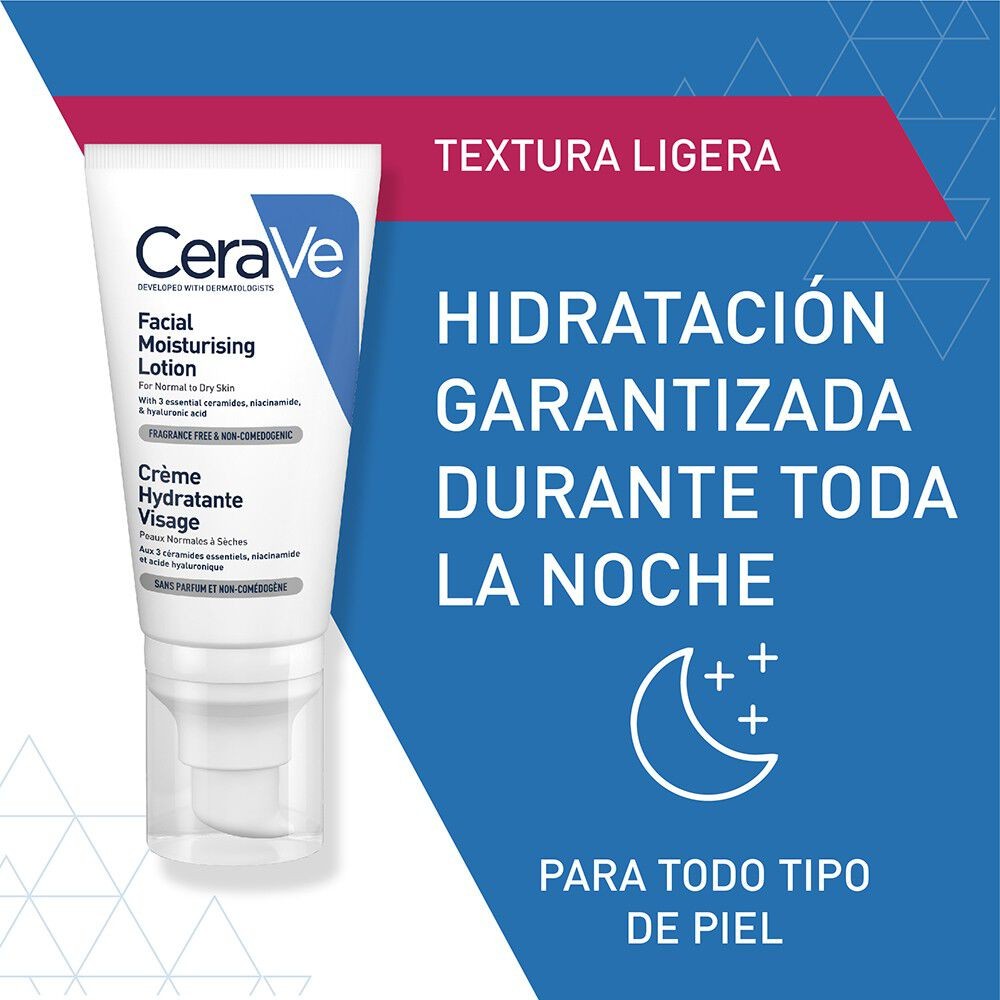 TEXTURA LIGERA
CeraVe
DEVELOPED WITH DERMATOLOGISTS
Facial
Moisturising
Lotion
For Normal to Dry Skin
With 3 essential ceramides, niacinamide,
& hyaluronic acid
FRAGRANCE FREE & NON-COMEDOGENIC
Crème
Hydratante
Visage
Peaux Normales à Sèches
Aux 3 céramides essentiels, niacinamide
et acide hyaluronique
SANS PARFUM ET NON-COMÉDOGÈNE
HIDRATACIÓN
GARANTIZADA
DURANTE TODA
LA NOCHE
PARA TODO TIPO
DE PIEL